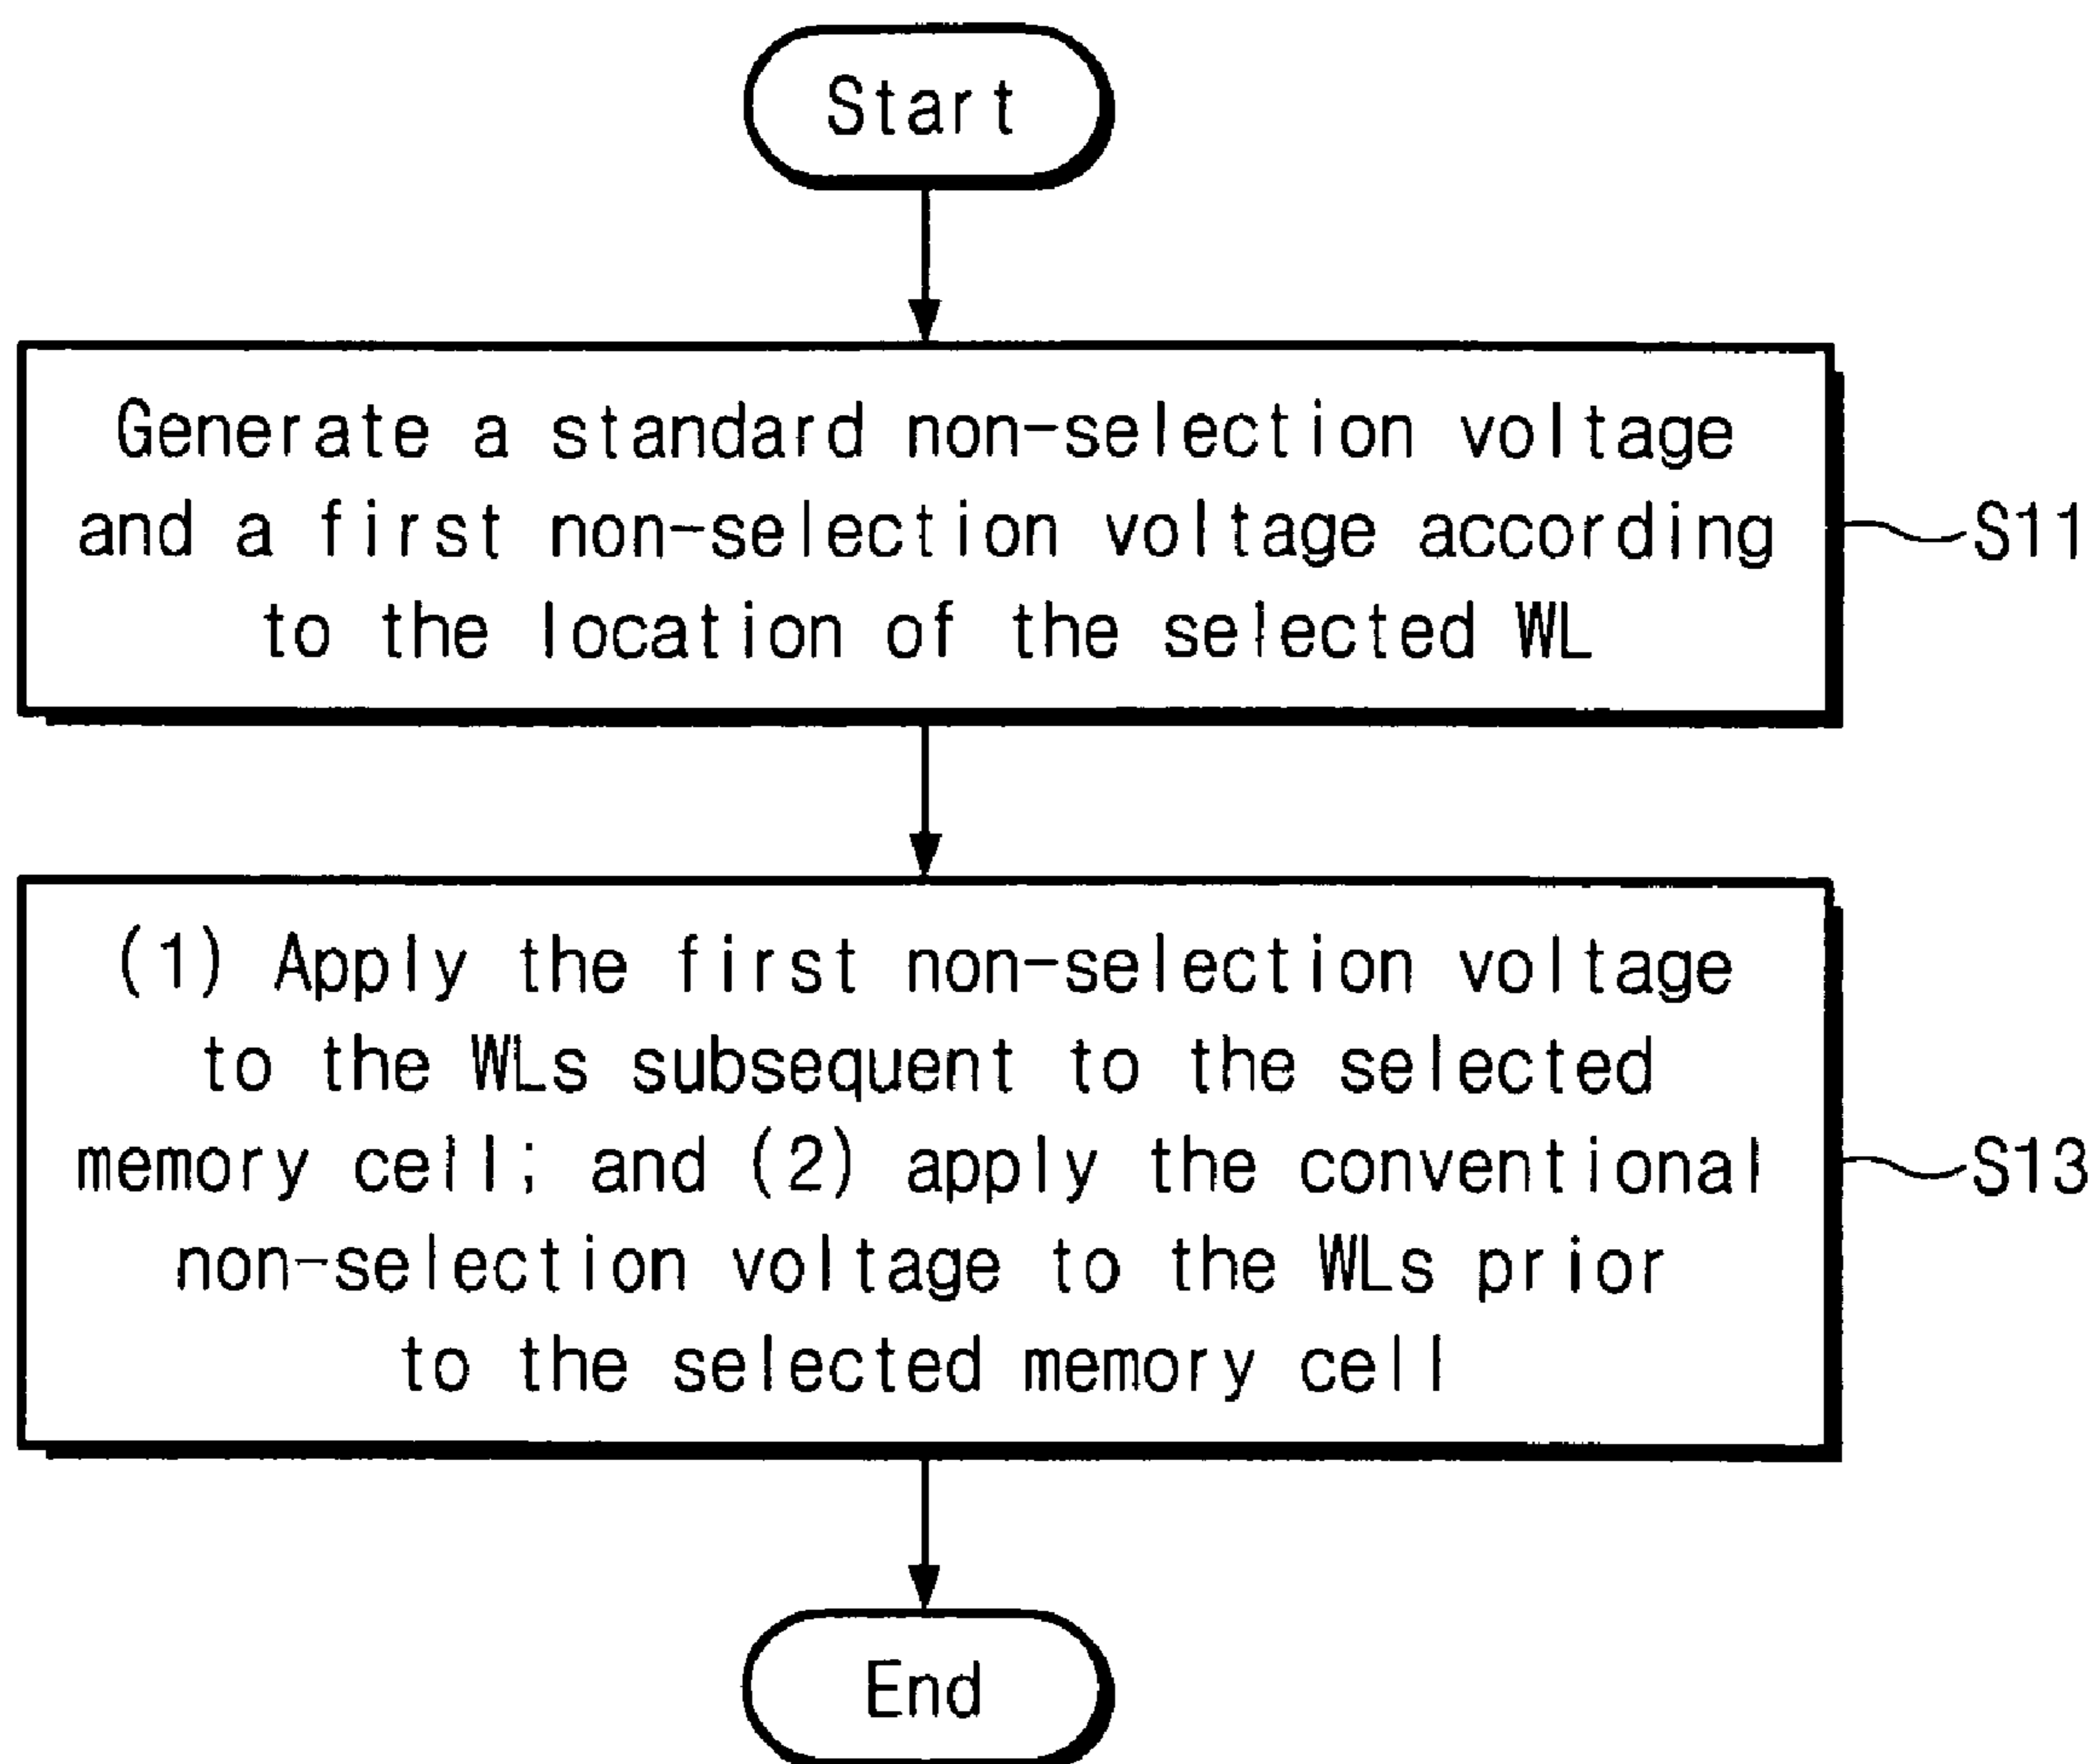 Start
Generate a standard non-selection voltage
and a first non-selection voltage according
to the location of the selected WL
S11
(1) Apply the first non-selection voltage
to the WLs subsequent to the selected
memory cell; and (2) apply the conventional
non-selection voltage to the WLs prior
to the selected memory cell
S13
End